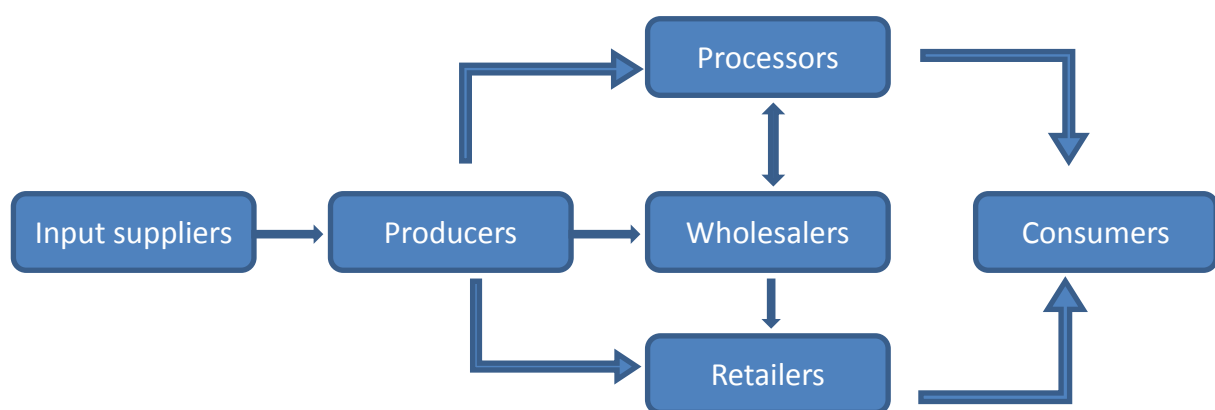 Processors
Input suppliers
Producers
Wholesalers
Consumers
Retailers